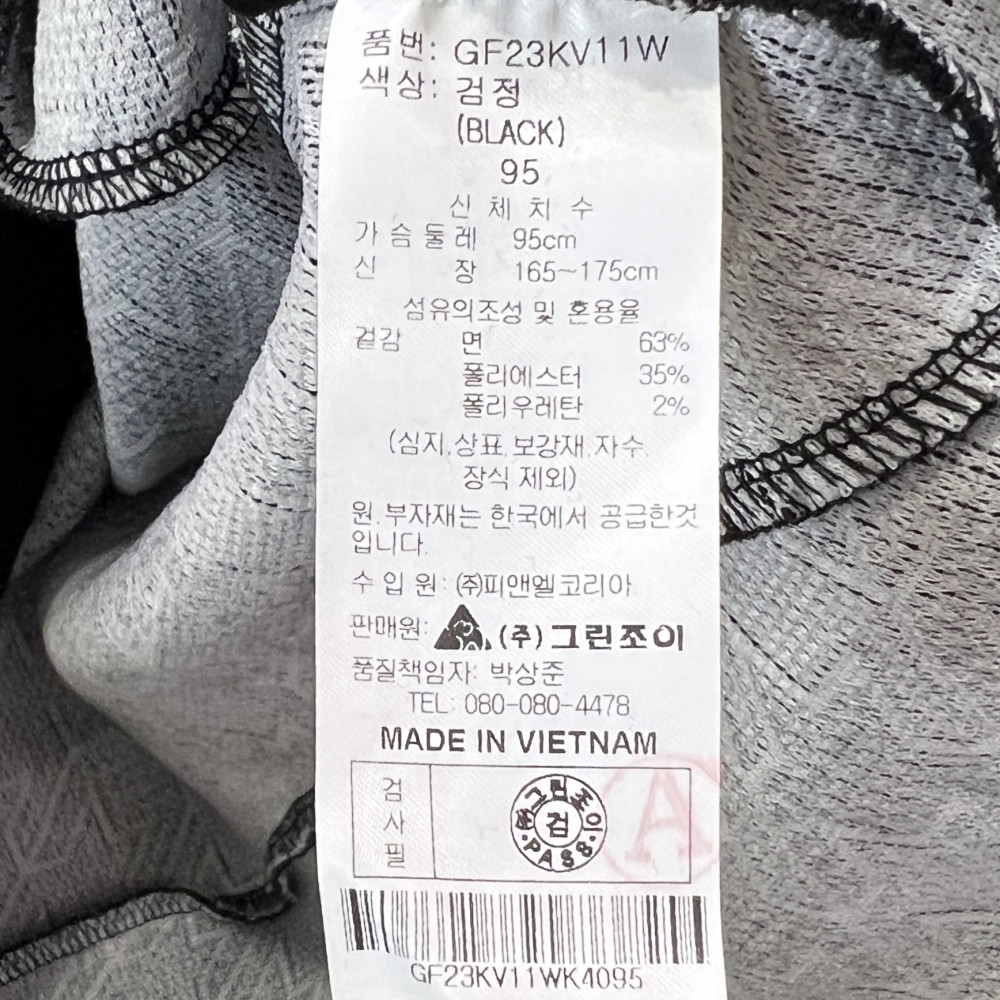 품번: GF23KV11W
색상: 검정
(BLACK)
95
신 체 치 수
가슴둘레 95cm
신 장 165~175cm
섬유의조성 및 혼용율
겉감 면 63%
폴리에스터 35%
폴리우레탄 2%
(심지,상표,보강재,자수,
장식 제외)
원,부자재는 한국에서 공급한것
입니다.
수 입 원: (주)피앤엘코리아
판매원: (주)그린조이
품질책임자: 박상준
TEL: 080-080-4478
MADE IN VIETNAM
검
사
필
㈜그린조이
검
PASS
A
GF23KV11WK4095